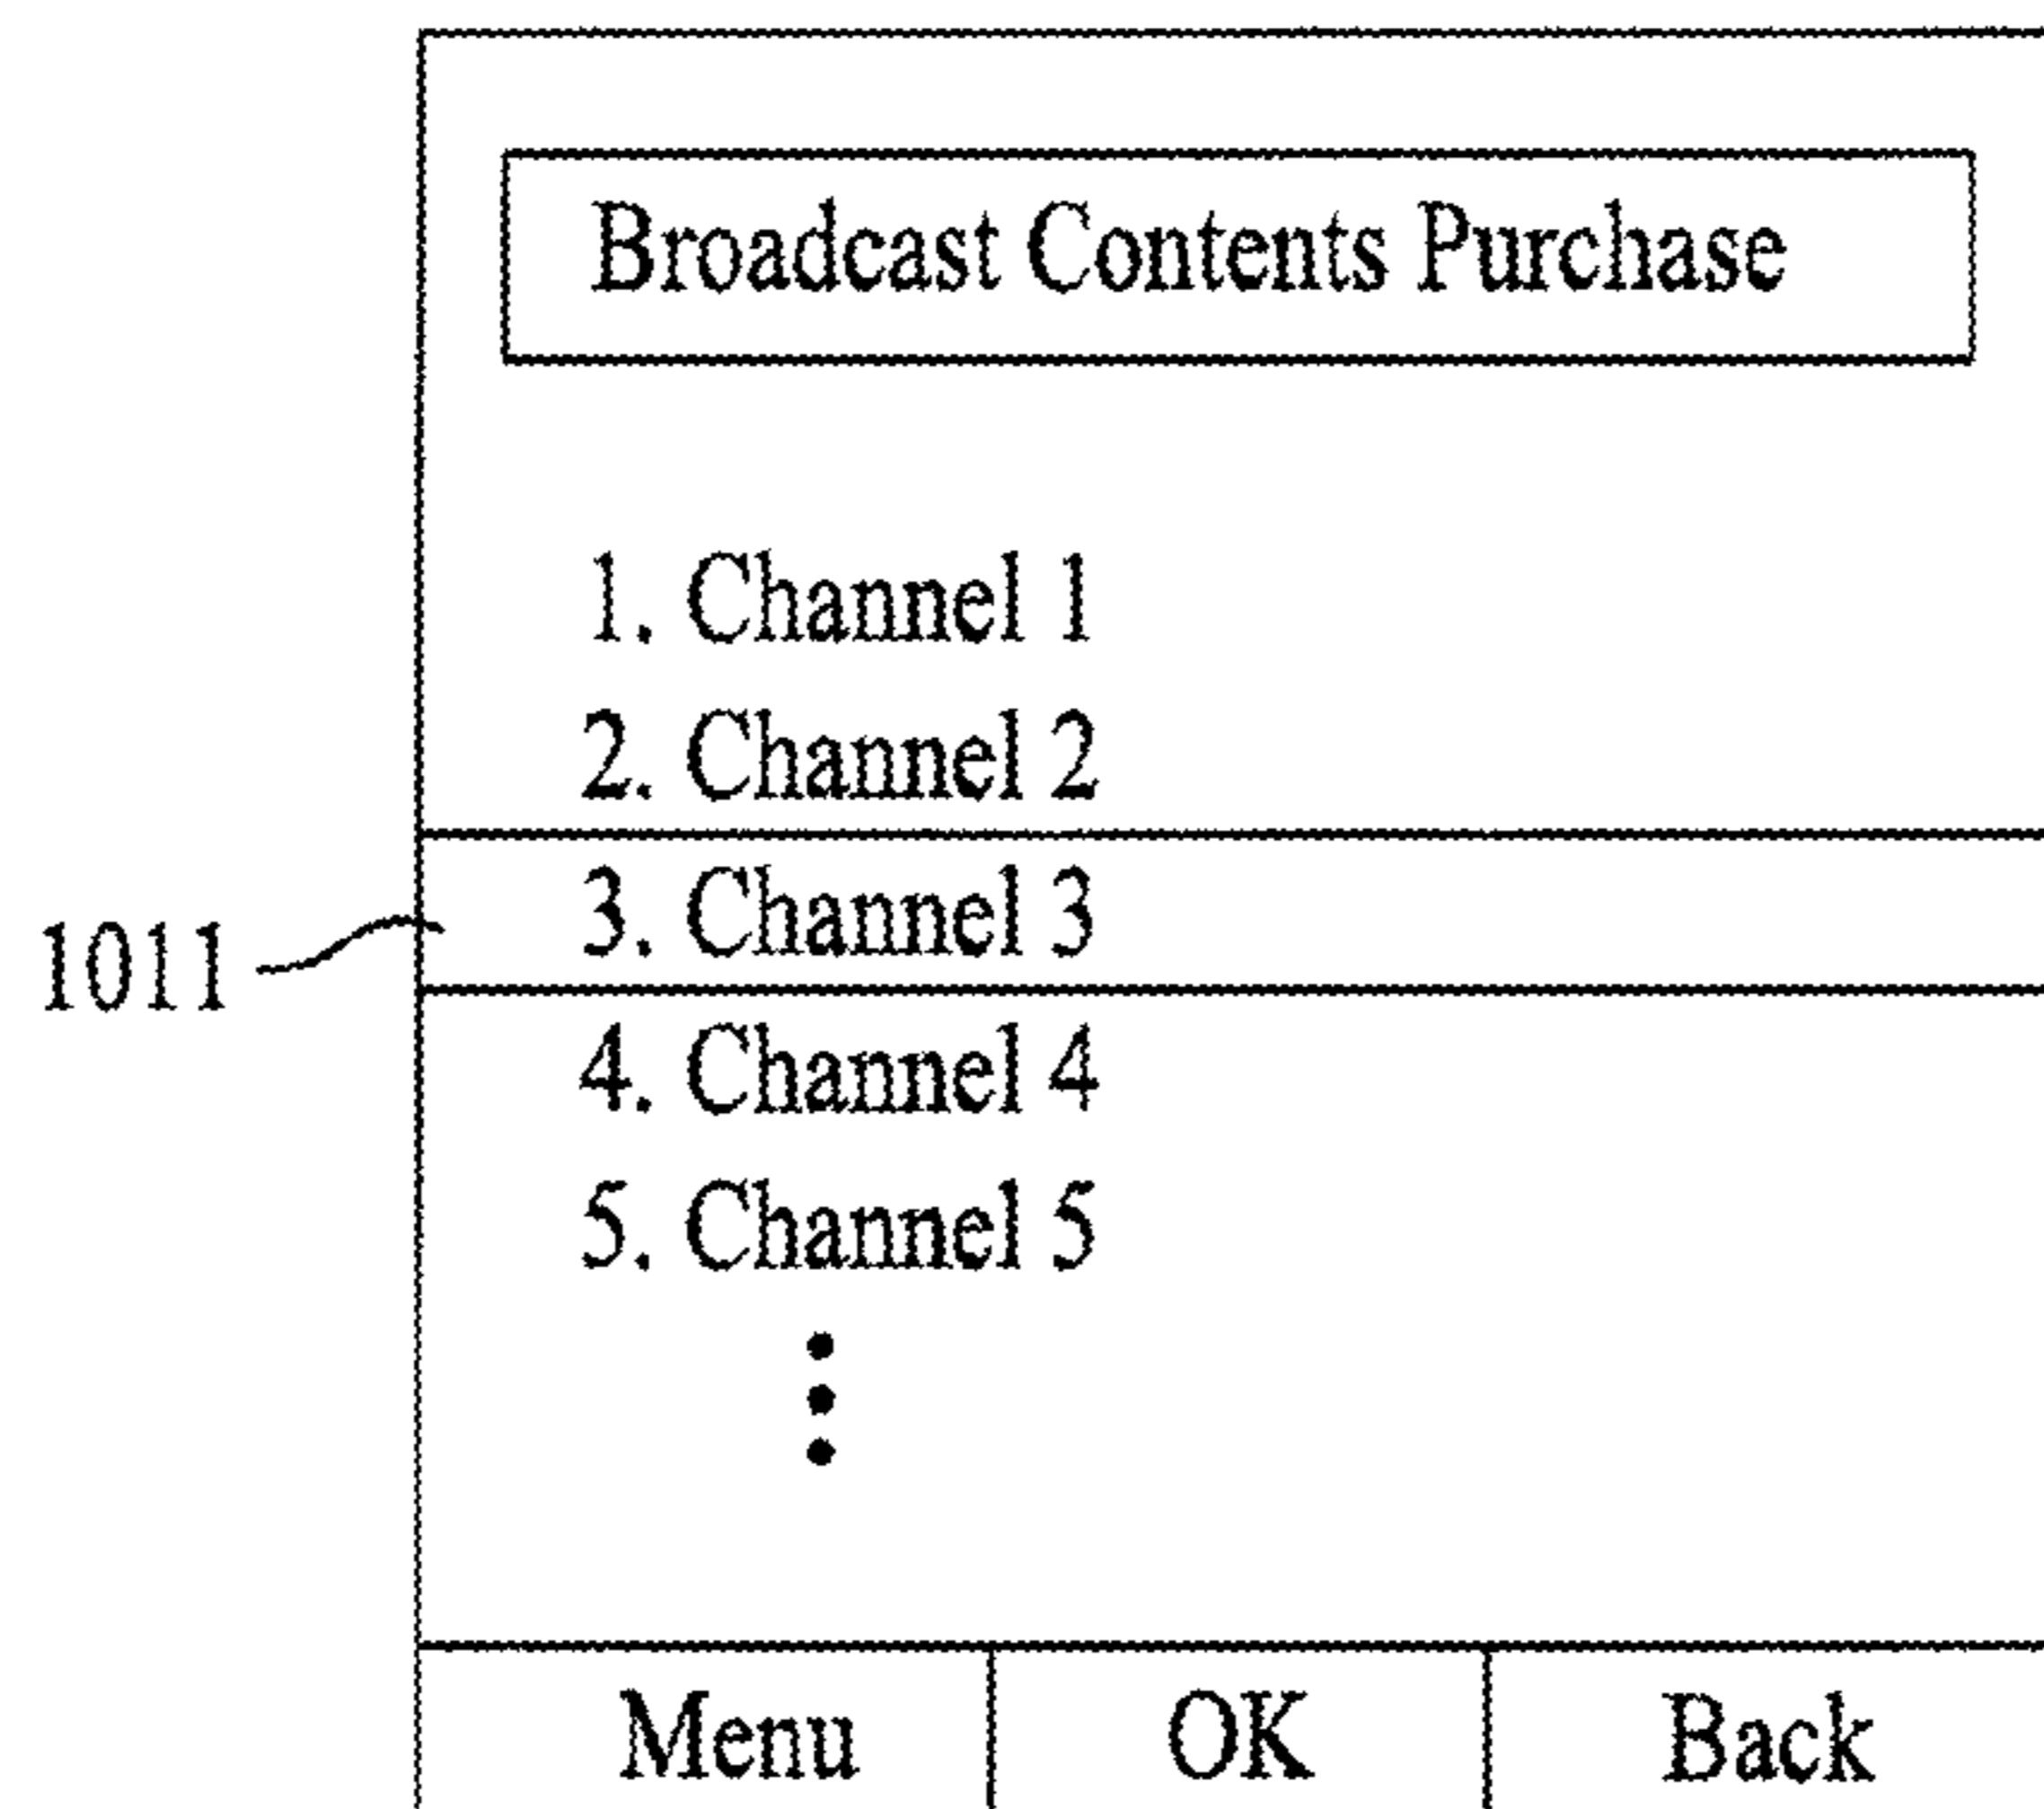 Broadcast Contents Purchase
1. Channel 1
2. Channel 2
3. Channel 3
1011
4. Channel 4
5. Channel 5
Menu OK Back